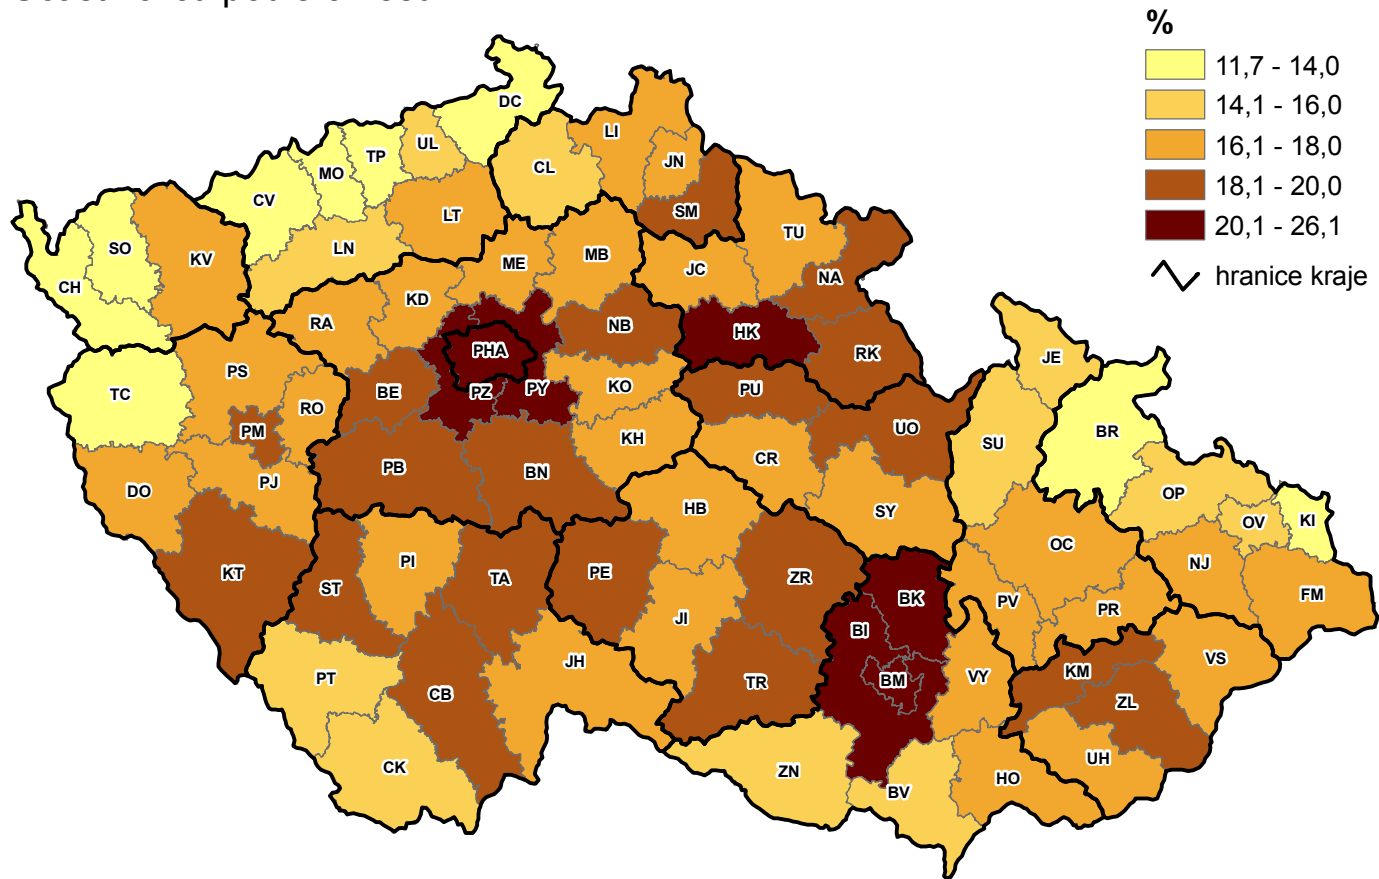 %
11,7 - 14,0
14,1 - 16,0
16,1 - 18,0
18,1 - 20,0
20,1 - 26,1
hranice kraje
DC
LI
UL
TP
JN
MO
CL
CV
SM
LT
TU
SO
LN
KV
ME
MB
JC
NA
CH
KD
RA
NB
HK
PHA
RK
JE
PS
KO
TC
BE
PZ
PY
PU
RO
UO
PM
KH
SU
BR
CR
PB
BN
DO
PJ
OP
HB
SY
OV
KI
OC
NJ
KT
ST
PI
TA
PE
ZR
BK
PV
PR
FM
JI
BI
JH
VS
PT
CB
TR
BM
VY
KM
ZL
CK
ZN
BV
HO
UH